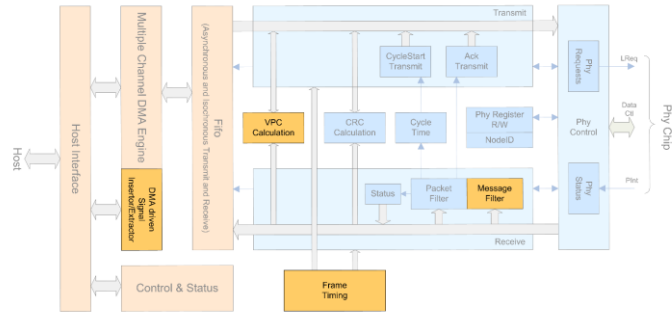 Transmit
CycleStart
Transmit
Ack
Transmit
Phy
Requests
LReq
Multiple Channel DMA Engine
Fifo
(Asynchronous and Isochronous Transmit and Receive)
VPC
Calculation
CRC
Calculation
Cycle
Time
Phy Register
R/W
NodeID
Phy
Control
Data
Ctl
Phy Chip
Host
Host Interface
DMA driven
Signal
Insertor/Extractor
Status
Packet
Filter
Message
Filter
Phy
Status
PInt
Receive
Control & Status
Frame
Timing